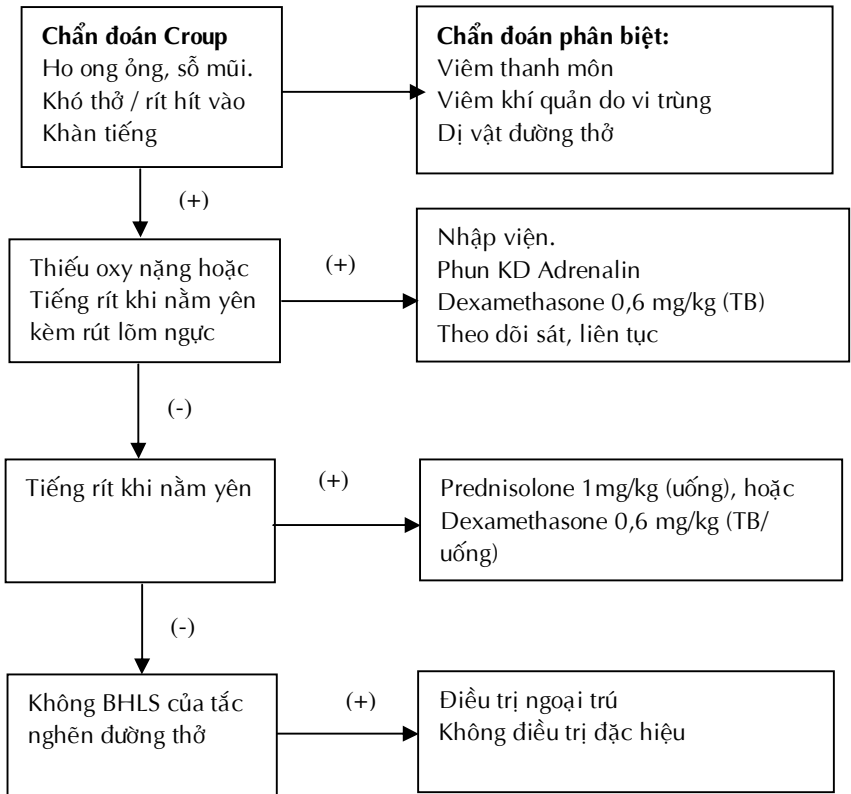 Chẩn đoán Croup
Ho ong ỏng, sỗ mũi.
Khó thở / rít hít vào
Khàn tiếng
Chẩn đoán phân biệt:
Viêm thanh môn
Viêm khí quản do vi trùng
Dị vật đường thở
(+)
Thiếu oxy nặng hoặc
Tiếng rít khi nằm yên
kèm rút lõm ngực
(+)
Nhập viện.
Phun KD Adrenalin
Dexamethasone 0,6 mg/kg (TB)
Theo dõi sát, liên tục
(-)
Tiếng rít khi nằm yên
(+)
Prednisolone 1mg/kg (uống), hoặc
Dexamethasone 0,6 mg/kg (TB/
uống)
(-)
Không BHLS của tắc
nghẽn đường thở
(+)
Điều trị ngoại trú
Không điều trị đặc hiệu